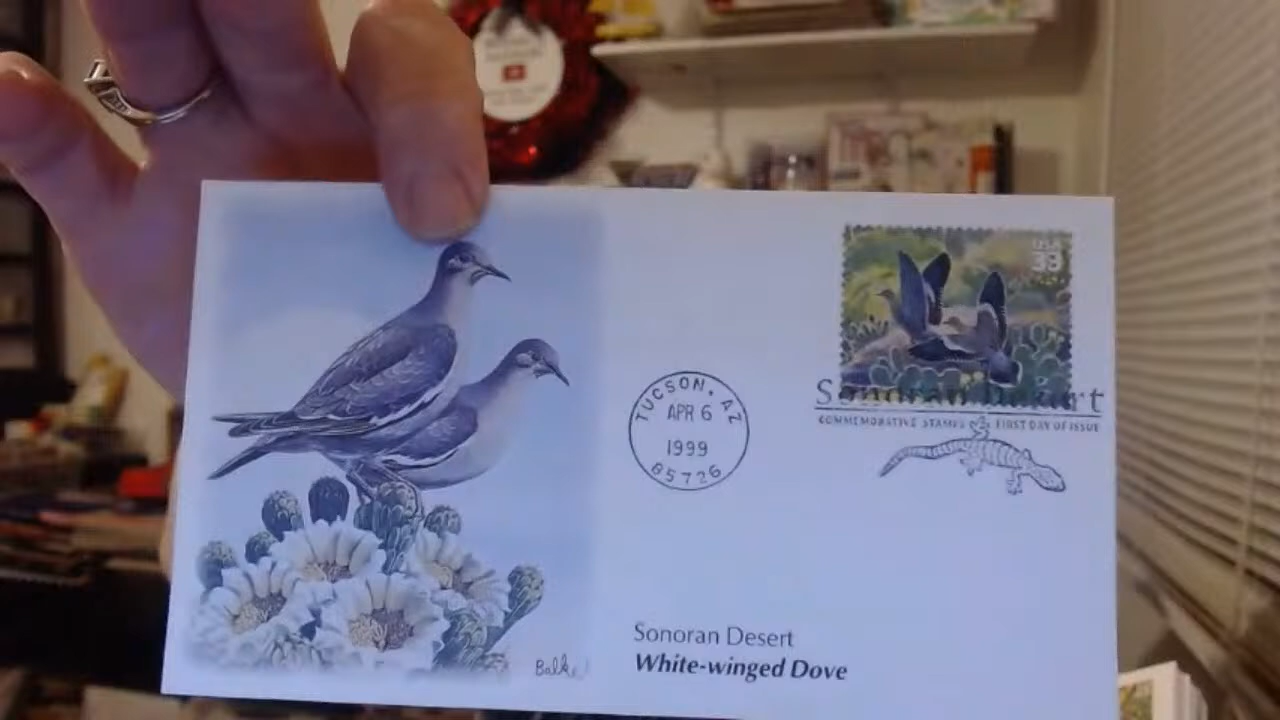 USA
33
TUCSON, AZ
APR 6
1999
85726
Sonoran Desert
COMMEMORATIVE STAMPS FIRST DAY OF ISSUE
Sonoran Desert
White-winged Dove